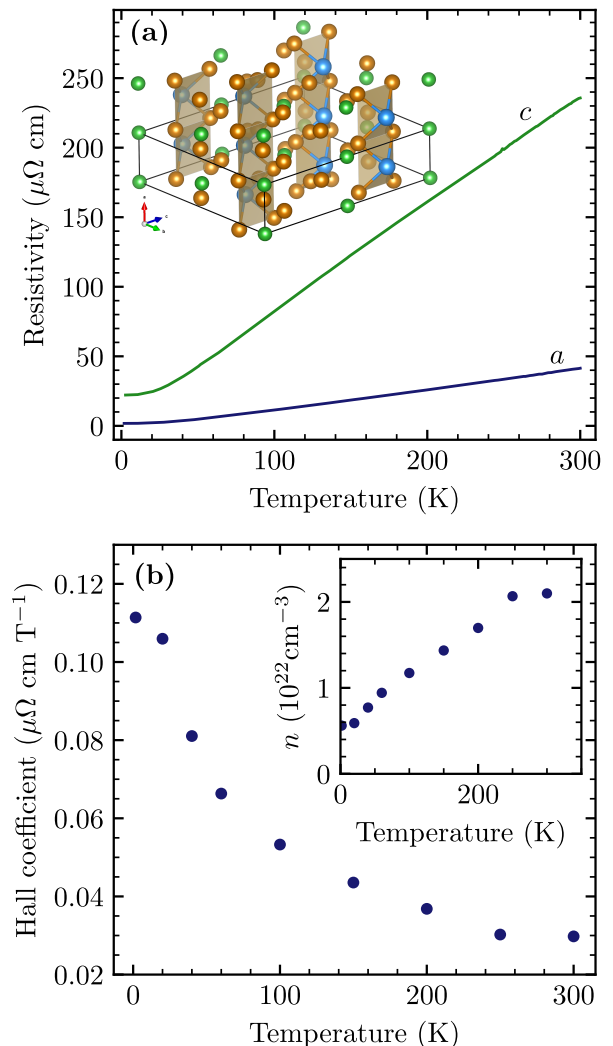 (a)
250
200
150
100
50
0
Resistivity (μΩ cm)
c
a
0
100
200
300
Temperature (K)
(b)
0.12
0.10
0.08
0.06
0.04
0.02
Hall coefficient (μΩ cm T⁻¹)
2
1
0
n (10²²cm⁻³)
0
200
Temperature (K)
0
100
200
300
Temperature (K)